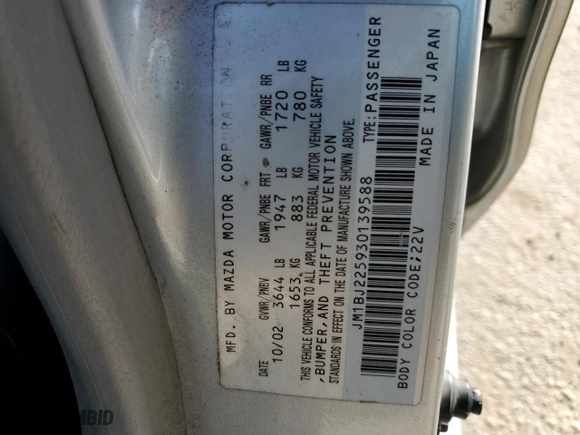 MFD. BY MAZDA MOTOR CORPORATION
DATE GVWR/PNBV GAWR/PNBE FRT GAWR/PNBE RR
10/02 3644 LB 1947 LB 1720 LB
1653 KG 883 KG 780 KG
THIS VEHICLE CONFORMS TO ALL APPLICABLE FEDERAL MOTOR VEHICLE SAFETY
,BUMPER,AND THEFT PREVENTION
STANDARDS IN EFFECT ON THE DATE OF MANUFACTURE SHOWN ABOVE.
JM1BJ225930139588 TYPE:PASSENGER
BODY COLOR CODE;22V MADE IN JAPAN
MBID